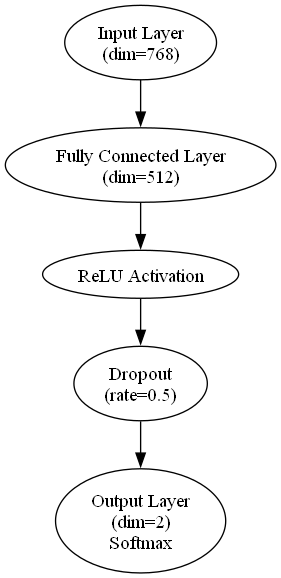 Input Layer
(dim=768)
Fully Connected Layer
(dim=512)
ReLU Activation
Dropout
(rate=0.5)
Output Layer
(dim=2)
Softmax